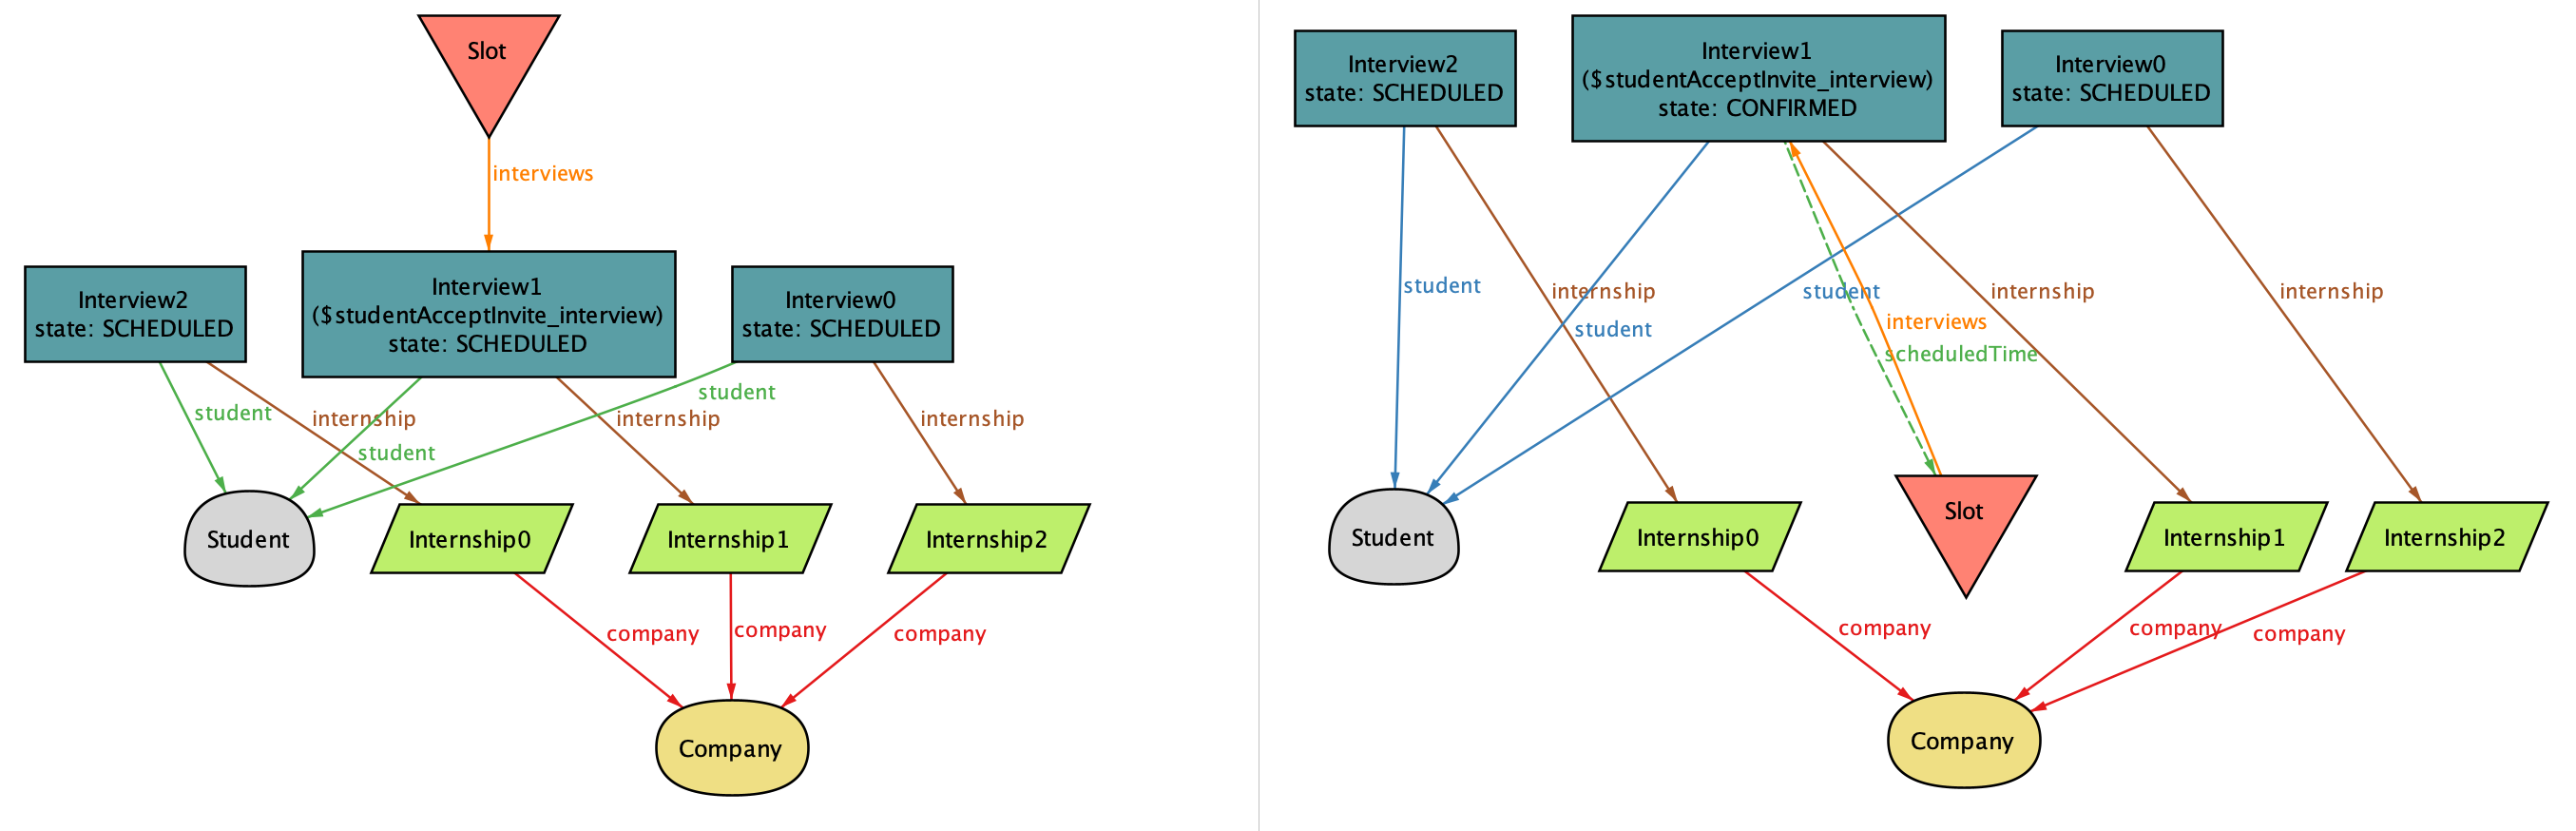 Slot
interviews
Interview2
state: SCHEDULED
Interview1
($studentAcceptInvite_interview)
state: SCHEDULED
Interview0
state: SCHEDULED
student
internship
student
internship
student
internship
Student
Internship0
Internship1
Internship2
company
company
company
Company
Interview2
state: SCHEDULED
Interview1
($studentAcceptInvite_interview)
state: CONFIRMED
Interview0
state: SCHEDULED
student
internship
student
student
internship
internship
interviews
scheduledTime
Student
Internship0
Slot
Internship1
Internship2
company
company
company
Company